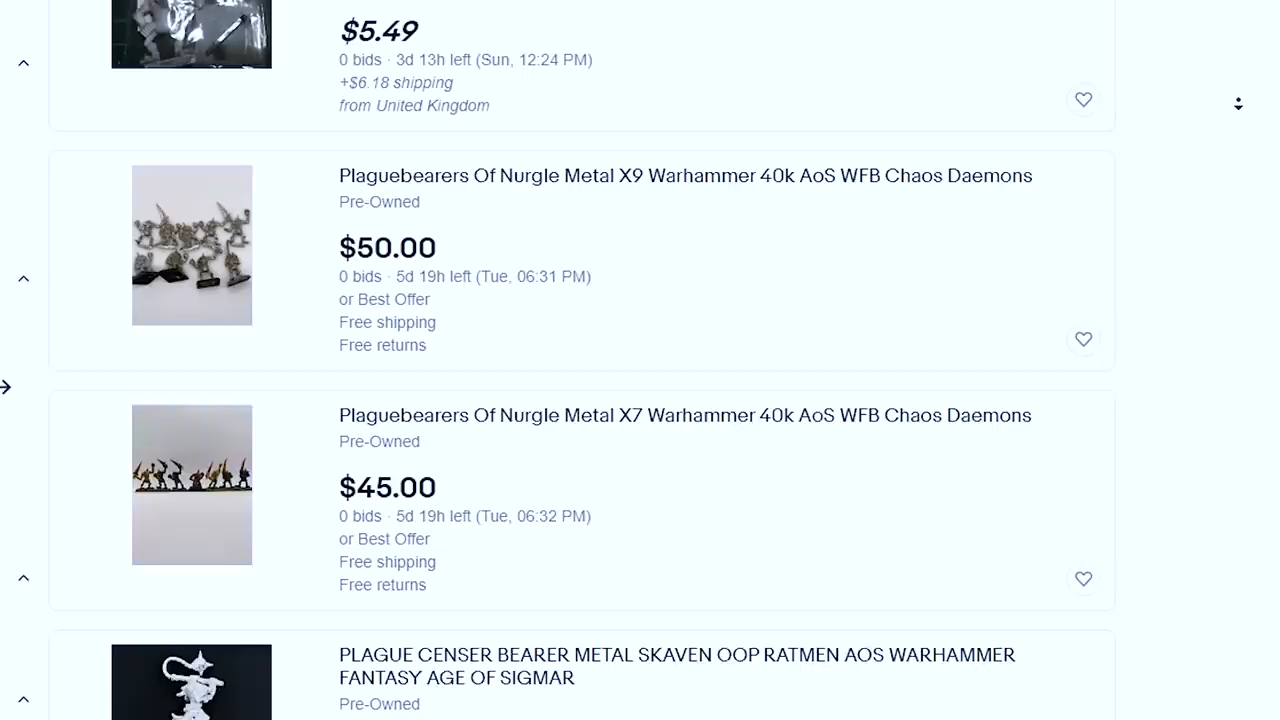 $5.49
0 bids · 3d 13h left (Sun, 12:24 PM)
+$6.18 shipping
from United Kingdom
Plaguebearers Of Nurgle Metal X9 Warhammer 40k AoS WFB Chaos Daemons
Pre-Owned
$50.00
0 bids · 5d 19h left (Tue, 06:31 PM)
or Best Offer
Free shipping
Free returns
Plaguebearers Of Nurgle Metal X7 Warhammer 40k AoS WFB Chaos Daemons
Pre-Owned
$45.00
0 bids · 5d 19h left (Tue, 06:32 PM)
or Best Offer
Free shipping
Free returns
PLAGUE CENSER BEARER METAL SKAVEN OOP RATMEN AOS WARHAMMER
FANTASY AGE OF SIGMAR
Pre-Owned